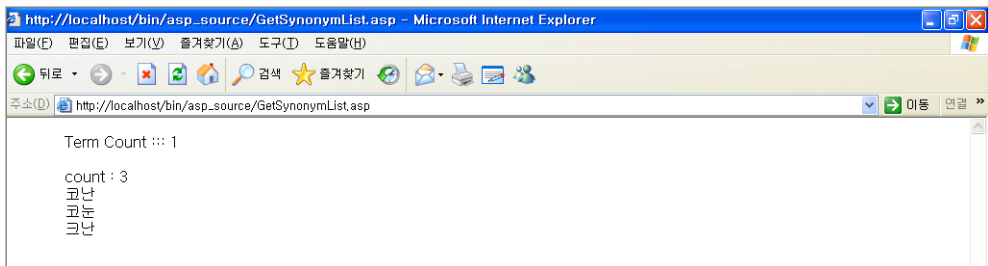 http://localhost/bin/asp_source/GetSynonymList.asp - Microsoft Internet Explorer
파일(F) 편집(E) 보기(V) 즐겨찾기(A) 도구(T) 도움말(H)
뒤로 검색 즐겨찾기
주소(D) http://localhost/bin/asp_source/GetSynonymList.asp 이동 연결 »
Term Count ::: 1
count : 3
코난
코눈
크난